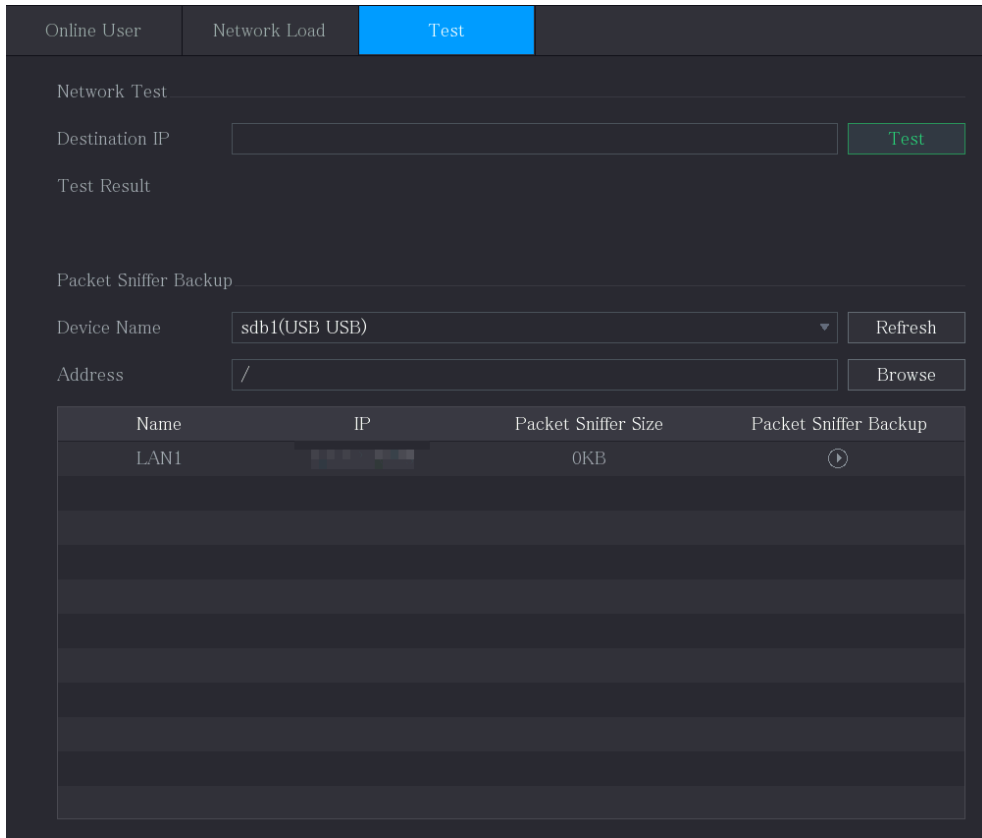 Online User Network Load Test
Network Test
Destination IP Test
Test Result
Packet Sniffer Backup
Device Name sdb1(USB USB) Refresh
Address / Browse
Name IP Packet Sniffer Size Packet Sniffer Backup
LAN1 0KB